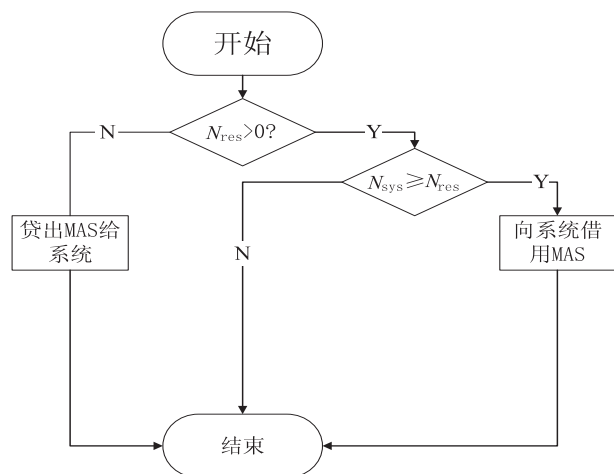 开始
N
N_res>0?
Y
N_sys≥N_res
Y
贷出MAS给
系统
向系统借
用MAS
N
结束